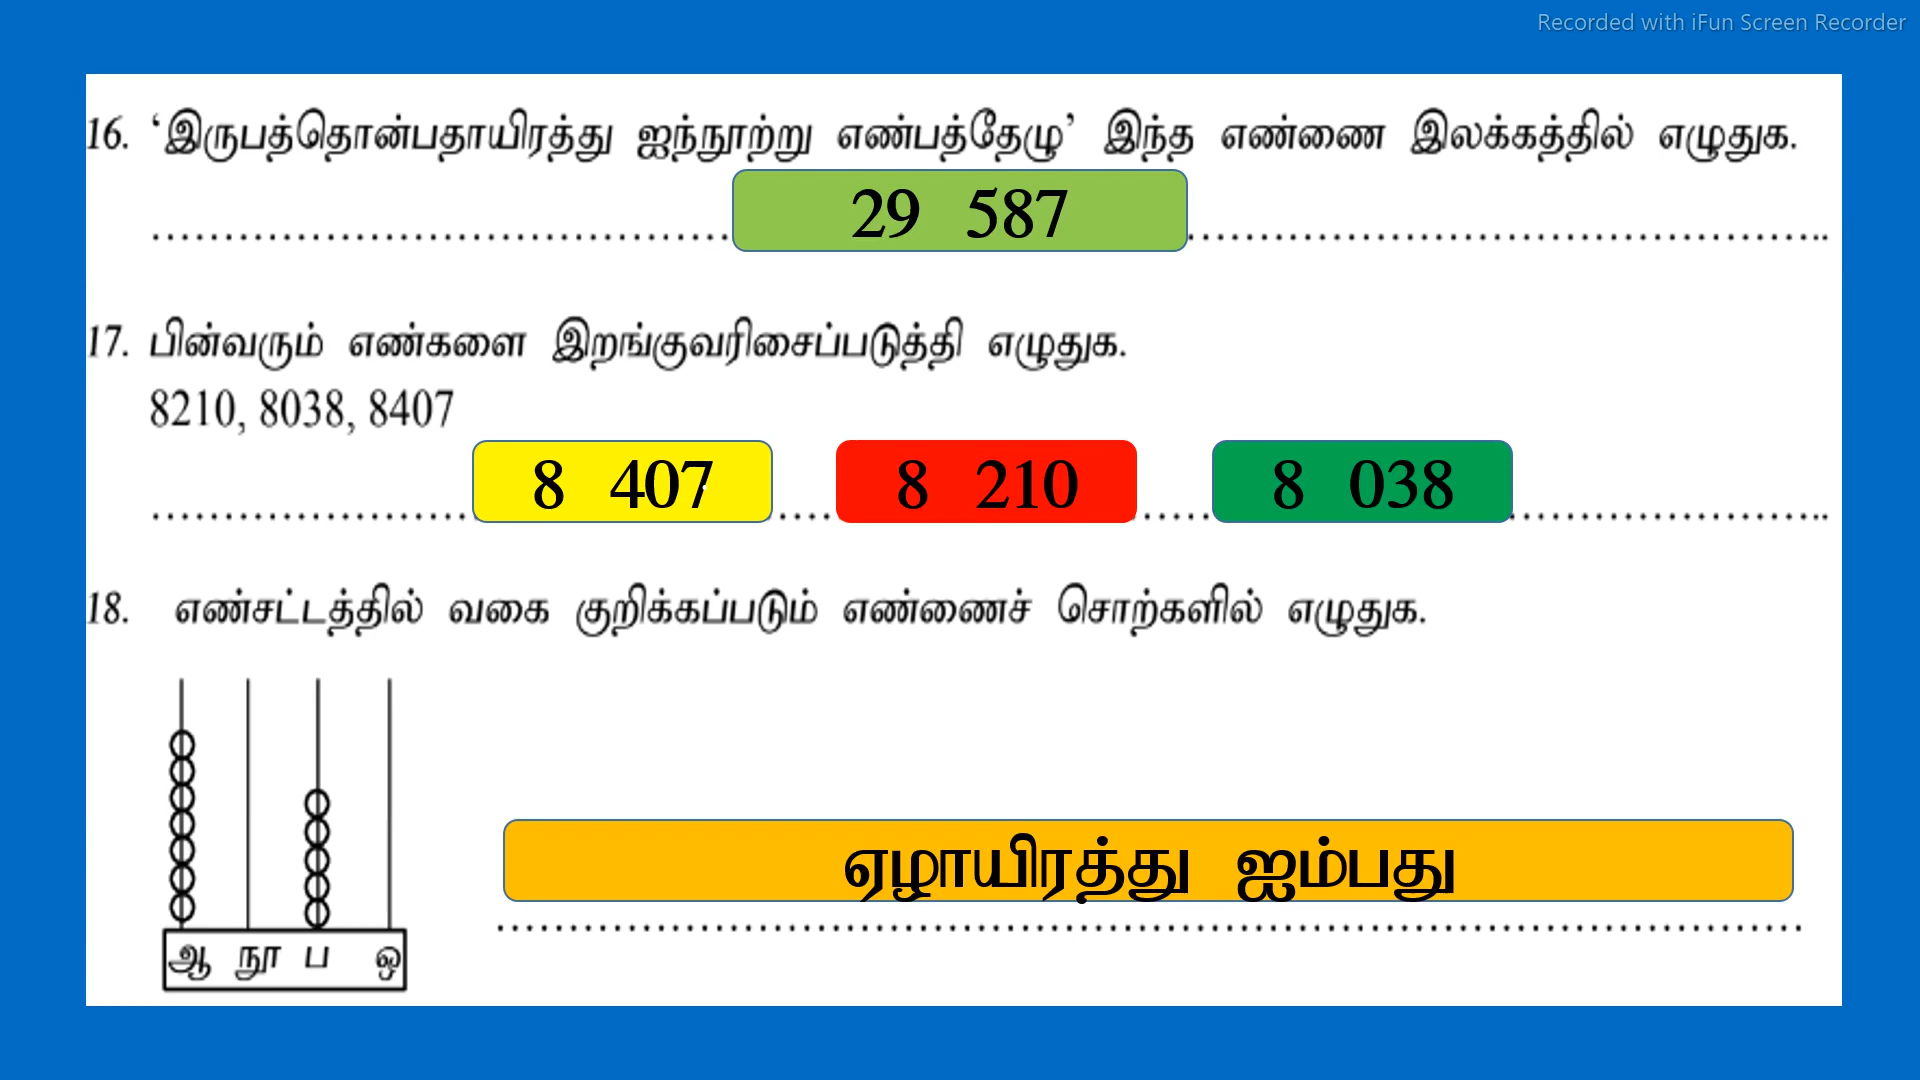 Recorded with iFun Screen Recorder
16. ‘இருபத்தொன்பதாயிரத்து ஐந்நூற்று எண்பத்தேழு’ இந்த எண்ணை இலக்கத்தில் எழுதுக.
29 587
17. பின்வரும் எண்களை இறங்குவரிசைப்படுத்தி எழுதுக.
8210, 8038, 8407
8 407 8 210 8 038
18. எண்சட்டத்தில் வகை குறிக்கப்படும் எண்ணைச் சொற்களில் எழுதுக.
ஏழாயிரத்து ஐம்பது
ஆ நூ ப ஒ